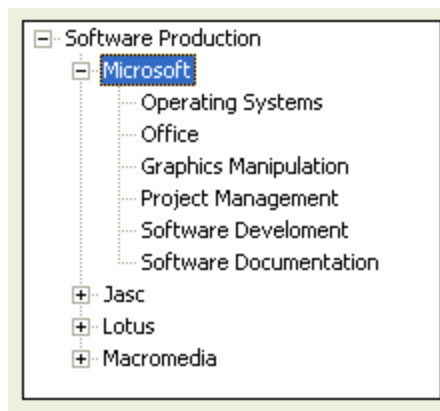 Software Production
Microsoft
Operating Systems
Office
Graphics Manipulation
Project Management
Software Develoment
Software Documentation
Jasc
Lotus
Macromedia